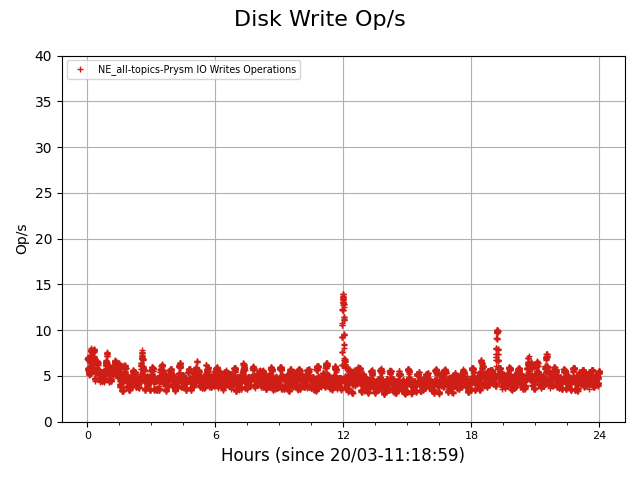 Disk Write Op/s
NE_all-topics-Prysm IO Writes Operations
40
35
30
25
20
15
10
5
0
Op/s
0 6 12 18 24
Hours (since 20/03-11:18:59)